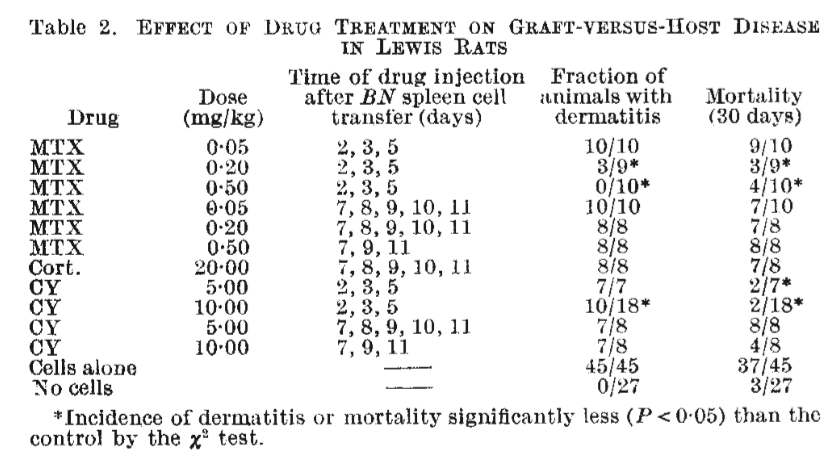 Table 2. EFFECT OF DRUG TREATMENT ON GRAFT-VERSUS-HOST DISEASE
IN LEWIS RATS
Drug Dose (mg/kg) Time of drug injection after BN spleen cell transfer (days) Fraction of animals with dermatitis Mortality (30 days)
MTX 0·05 2, 3, 5 10/10 9/10
MTX 0·20 2, 3, 5 3/9* 3/9*
MTX 0·50 2, 3, 5 0/10* 4/10*
MTX 0·05 7, 8, 9, 10, 11 10/10 7/10
MTX 0·20 7, 8, 9, 10, 11 8/8 7/8
MTX 0·50 7, 9, 11 8/8 8/8
Cort. 20·00 7, 8, 9, 10, 11 8/8 7/8
CY 5·00 2, 3, 5 7/7 2/7*
CY 10·00 2, 3, 5 10/18* 2/18*
CY 5·00 7, 8, 9, 10, 11 7/8 8/8
CY 10·00 7, 9, 11 7/8 4/8
Cells alone — 45/45 37/45
No cells — 0/27 3/27
*Incidence of dermatitis or mortality significantly less (P < 0·05) than the
control by the χ² test.